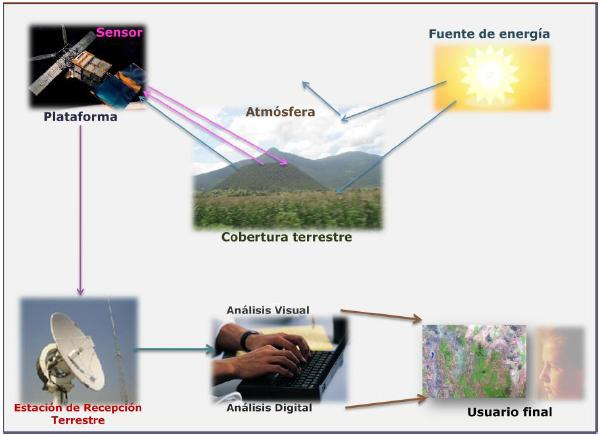 Sensor
Fuente de energía
Plataforma
Atmósfera
Cobertura terrestre
Análisis Visual
Estación de Recepción
Terrestre
Análisis Digital
Usuario final